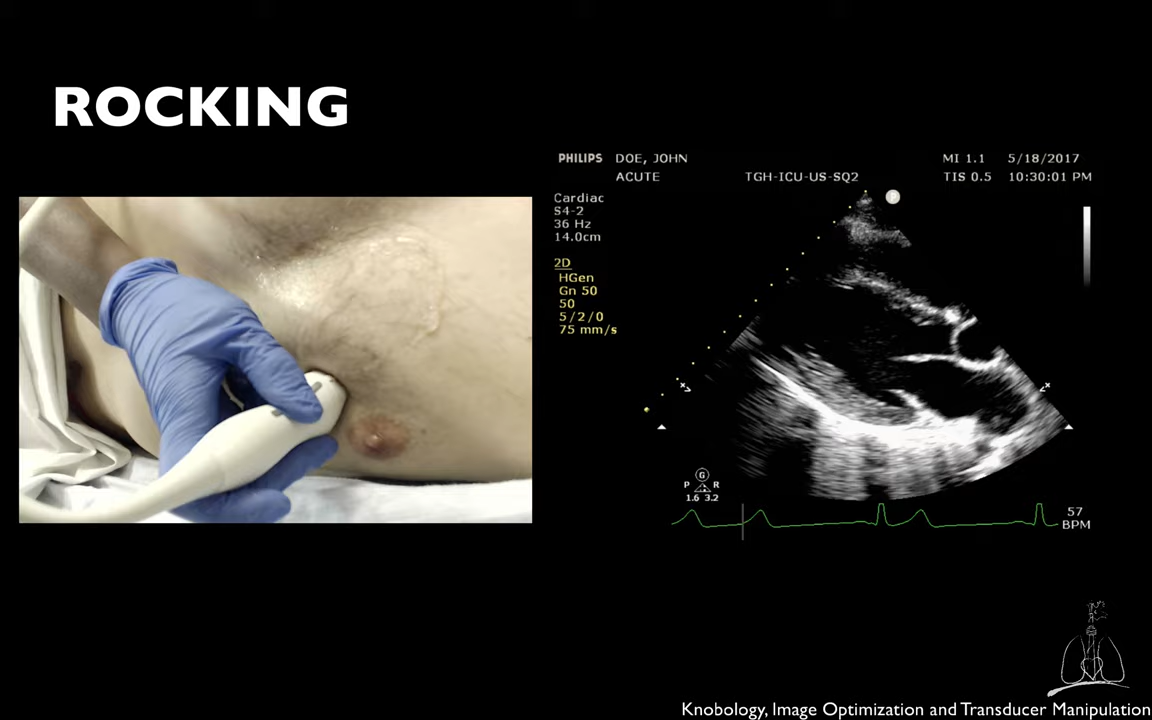 ROCKING
PHILIPS DOE, JOHN MI 1.1 5/18/2017
ACUTE TGH-ICU-US-SQ2 TIS 0.5 10:30:01 PM
P
Cardiac
S4-2
36 Hz
14.0cm
2D
HGen
Gn 50
50
5/2/0
75 mm/s
G
P R
1.6 3.2
57
BPM
Knobology, Image Optimization and Transducer Manipulation